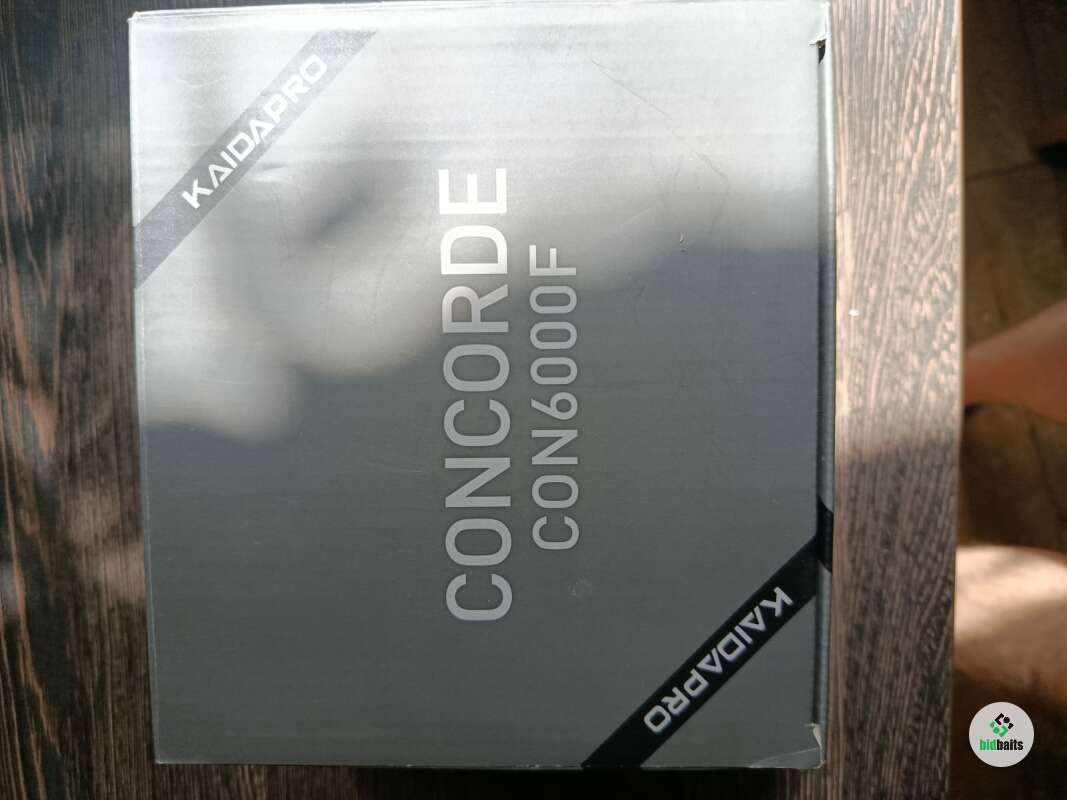 KAIDAPRO
CONCORDE
CON6000F
KAIDAPRO
bidbaits